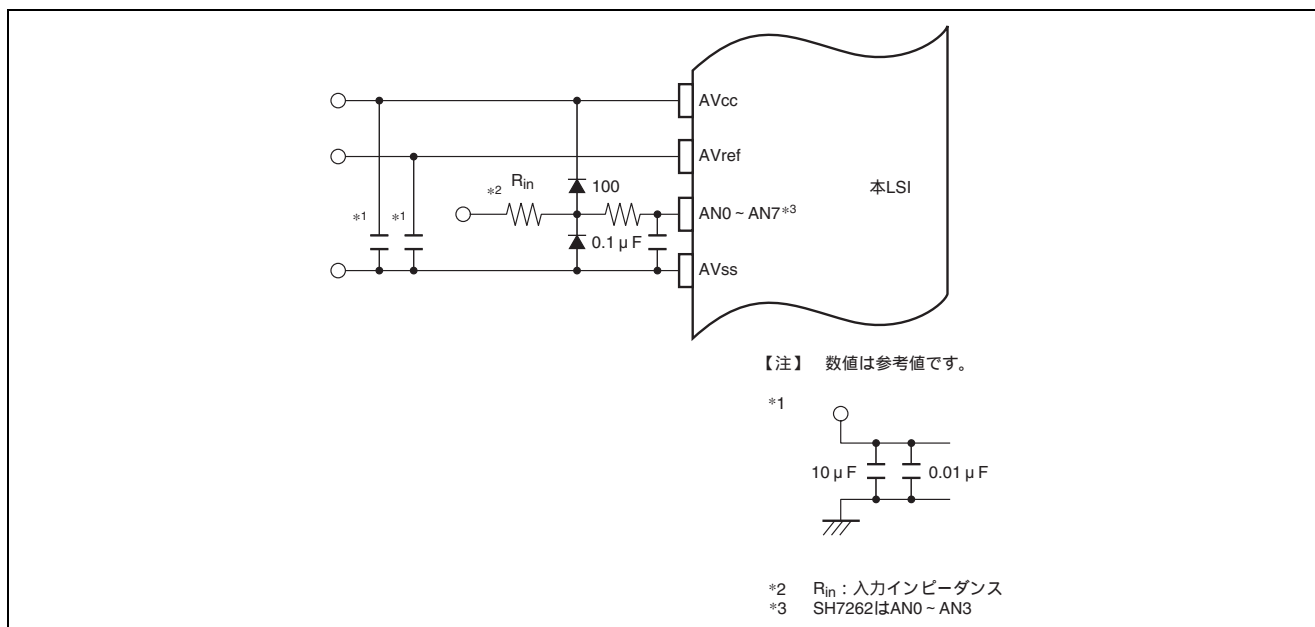 AVcc
AVref
本LSI
*2 Rin 100
AN0 ~ AN7*3
*1 *1
0.1 μ F
AVss
【注】 数値は参考値です。
*1
10 μ F 0.01 μ F
*2 Rin : 入力インピーダンス
*3 SH7262はAN0 ~ AN3